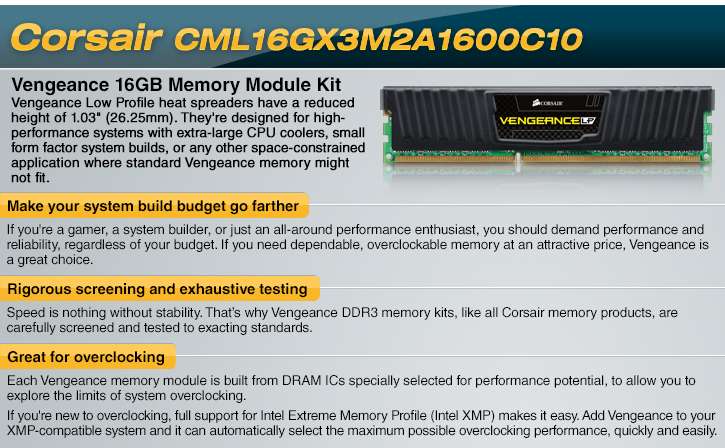 Corsair CML16GX3M2A1600C10
Vengeance 16GB Memory Module Kit
Vengeance Low Profile heat spreaders have a reduced
height of 1.03" (26.25mm). They're designed for high-
performance systems with extra-large CPU coolers, small
form factor system builds, or any other space-constrained
application where standard Vengeance memory might
not fit.
CORSAIR
VENGEANCE LP
Make your system build budget go farther
If you're a gamer, a system builder, or just an all-around performance enthusiast, you should demand performance and
reliability, regardless of your budget. If you need dependable, overclockable memory at an attractive price, Vengeance is
a great choice.
Rigorous screening and exhaustive testing
Speed is nothing without stability. That's why Vengeance DDR3 memory kits, like all Corsair memory products, are
carefully screened and tested to exacting standards.
Great for overclocking
Each Vengeance memory module is built from DRAM ICs specially selected for performance potential, to allow you to
explore the limits of system overclocking.
If you're new to overclocking, full support for Intel Extreme Memory Profile (Intel XMP) makes it easy. Add Vengeance to your
XMP-compatible system and it can automatically select the maximum possible overclocking performance, quickly and easily.